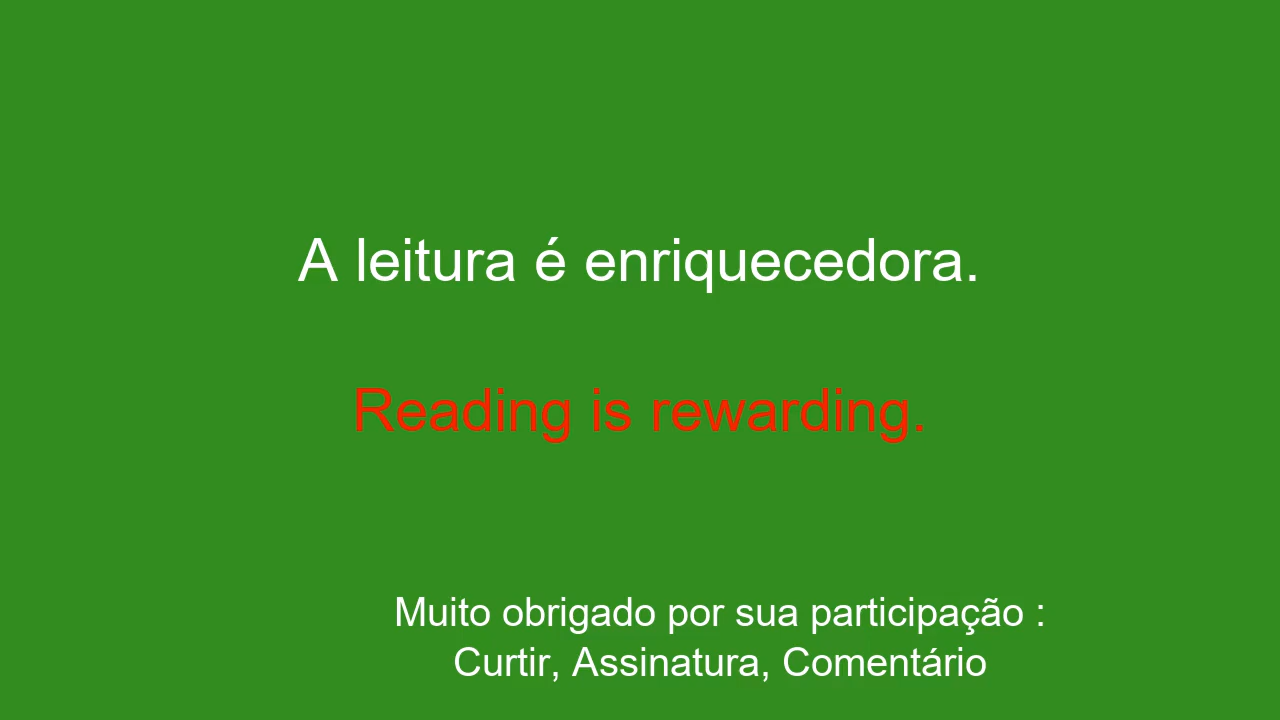 A leitura é enriquecedora.
Reading is rewarding.
Muito obrigado por sua participação :
Curtir, Assinatura, Comentário